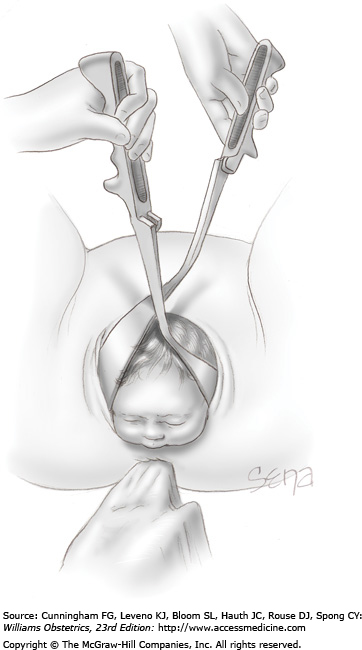 Sena
Source: Cunningham FG, Leveno KJ, Bloom SL, Hauth JC, Rouse DJ, Spong CY:
Williams Obstetrics, 23rd Edition: http://www.accessmedicine.com
Copyright © The McGraw-Hill Companies, Inc. All rights reserved.